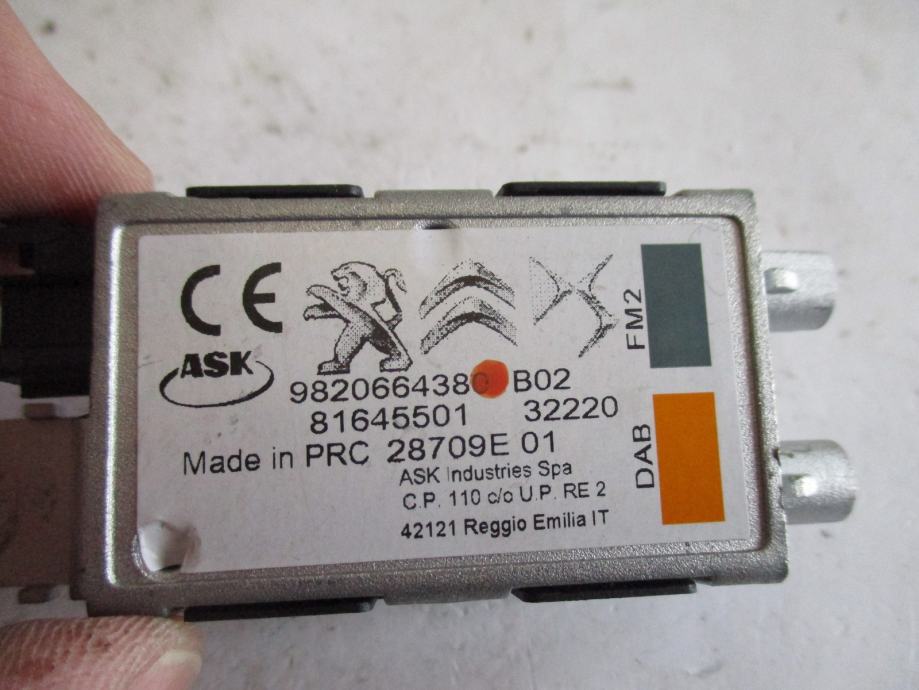 CE
ASK
9820664380 B02
81645501 32220
Made in PRC 28709E 01
ASK Industries Spa
C.P. 110 c/o U.P. RE 2
42121 Reggio Emilia IT
FM2
DAB